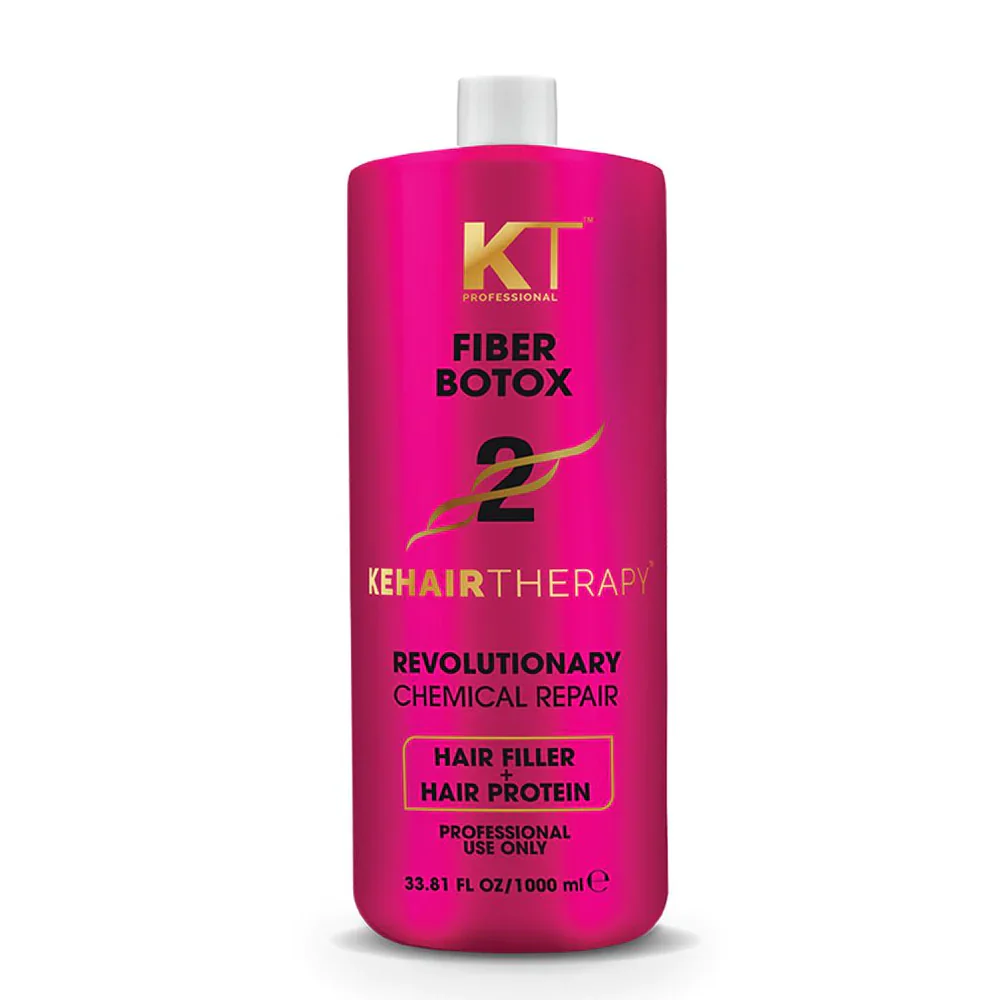 KT™
PROFESSIONAL
FIBER
BOTOX
2
KEHAIRTHERAPY®
REVOLUTIONARY
CHEMICAL REPAIR
HAIR FILLER
+
HAIR PROTEIN
PROFESSIONAL
USE ONLY
33.81 FL OZ/1000 ml ℮